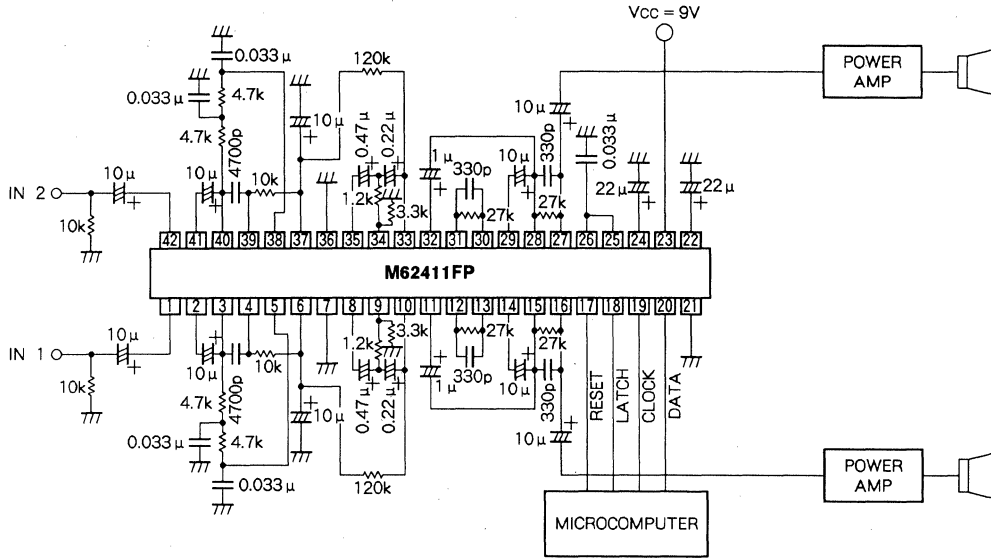 Vcc = 9V
0.033 μ
120k
POWER
AMP
0.033 μ
4.7k
4.7k
10 μ
0.47 μ
0.22 μ
10 μ
330p
0.033 μ
4700p
1 μ
330p
10 μ
22 μ
22 μ
IN 2
10 μ
10 μ
10k
1.2k
3.3k
27k
27k
10k
42 41 40 39 38 37 36 35 34 33 32 31 30 29 28 27 26 25 24 23 22
M62411FP
1 2 3 4 5 6 7 8 9 10 11 12 13 14 15 16 17 18 19 20 21
IN 1
10 μ
10k
10 μ
10k
4700p
1.2k
3.3k
27k
27k
330p
1 μ
10 μ
330p
4.7k
10 μ
0.47 μ
0.22 μ
0.033 μ
4.7k
10 μ
RESET
LATCH
CLOCK
DATA
0.033 μ
120k
POWER
AMP
MICROCOMPUTER